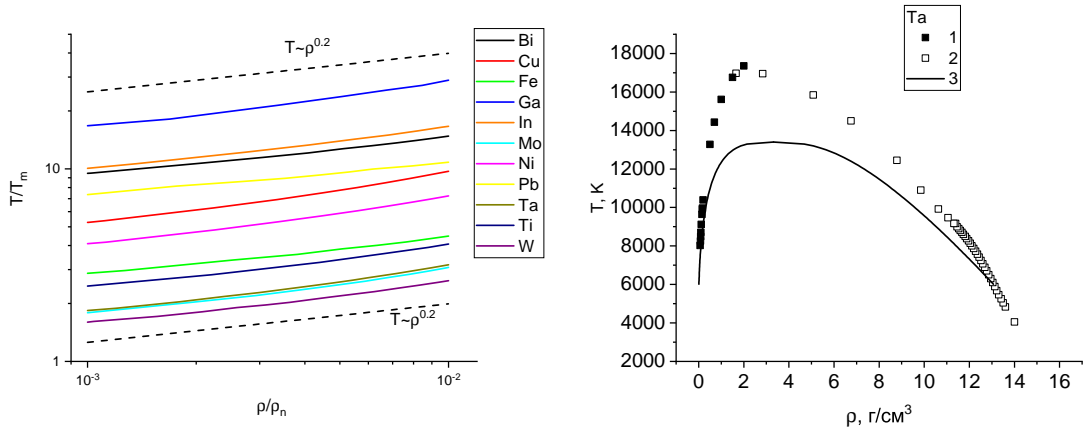 T~ρ^0.2
10
1
T/T_m
10^-3
10^-2
ρ/ρ_n
T~ρ^0.2
Bi
Cu
Fe
Ga
In
Mo
Ni
Pb
Ta
Ti
W
Ta
1
2
3
18000
16000
14000
12000
10000
8000
6000
4000
2000
T, K
0 2 4 6 8 10 12 14 16
ρ, г/см³